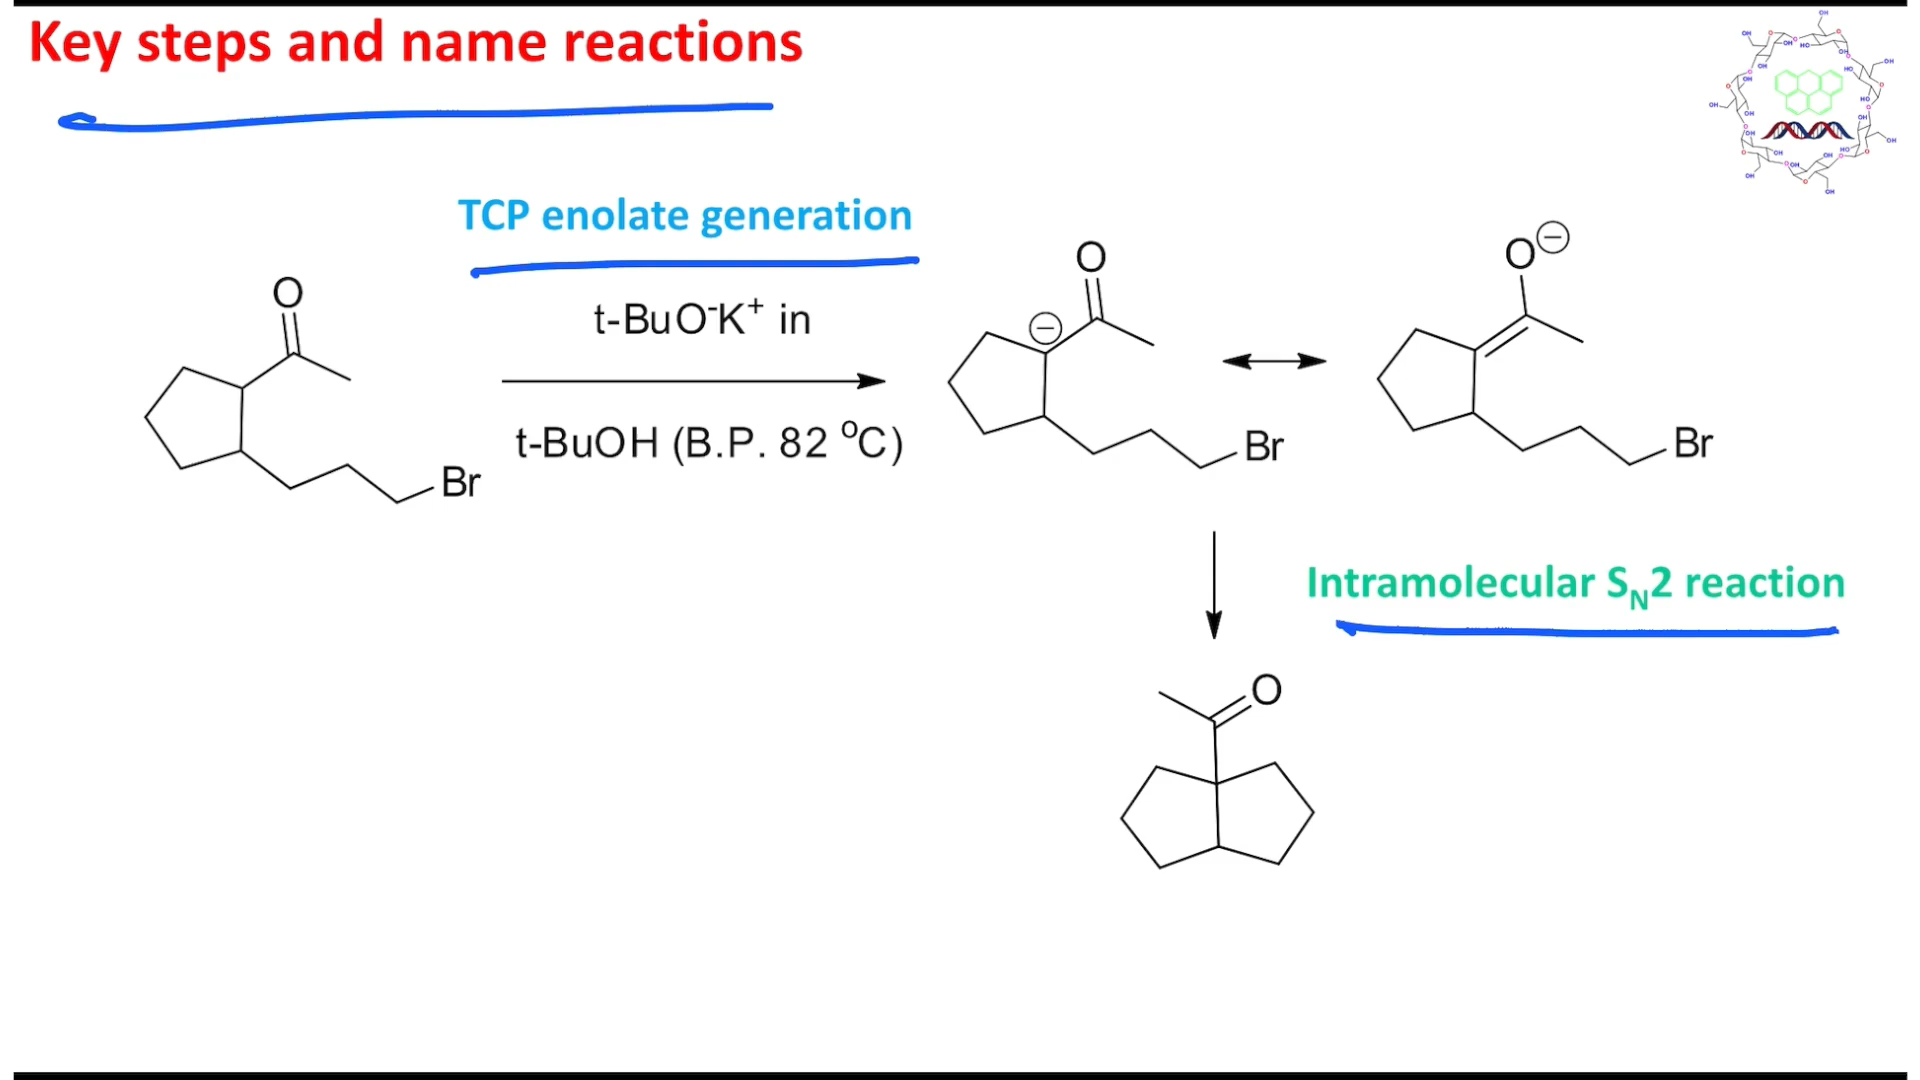 Key steps and name reactions
TCP enolate generation
O
t-BuO⁻K⁺ in
t-BuOH (B.P. 82 °C)
Br
O
Br
O
Br
Intramolecular Sₙ2 reaction
O